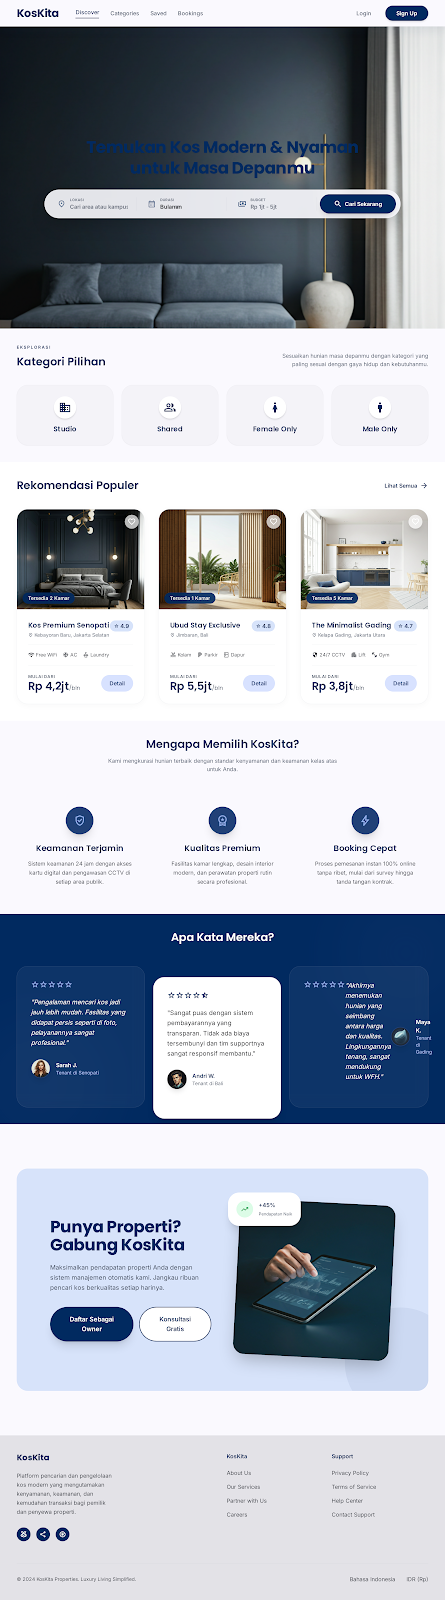 KosKita
Discover
Categories
Saved
Bookings
Login
Sign Up
Temukan Kos Modern & Nyaman
untuk Masa Depanmu
LOKASI
Cari area atau kampus
DURASI
Bulanan
BUDGET
Rp 1jt - 5jt
Cari Sekarang
EKSPLORASI
Kategori Pilihan
Sesuaikan hunian masa depanmu dengan kategori yang
paling sesuai dengan gaya hidup dan kebutuhanmu.
Studio
Shared
Female Only
Male Only
Rekomendasi Populer
Lihat Semua
Tersedia 2 Kamar
Kos Premium Senopati
4.9
Kebayoran Baru, Jakarta Selatan
Free WiFi
AC
Laundry
MULAI DARI
Rp 4,2jt/bln
Detail
Tersedia 1 Kamar
Ubud Stay Exclusive
4.8
Jimbaran, Bali
Kolam
Parkir
Dapur
MULAI DARI
Rp 5,5jt/bln
Detail
Tersedia 5 Kamar
The Minimalist Gading
4.7
Kelapa Gading, Jakarta Utara
24/7 CCTV
Lift
Gym
MULAI DARI
Rp 3,8jt/bln
Detail
Mengapa Memilih KosKita?
Kami mengkurasi hunian terbaik dengan standar kenyamanan dan keamanan kelas atas
untuk Anda.
Keamanan Terjamin
Sistem keamanan 24 jam dengan akses
kartu digital dan pengawasan CCTV di
setiap area publik.
Kualitas Premium
Fasilitas kamar lengkap, desain interior
modern, dan perawatan properti rutin
secara profesional.
Booking Cepat
Proses pemesanan instan 100% online
tanpa ribet, mulai dari survey hingga
tanda tangan kontrak.
Apa Kata Mereka?
"Pengalaman mencari kos jadi
jauh lebih mudah. Fasilitas yang
didapat persis seperti di foto,
pelayanannya sangat
profesional."
Sarah J.
Tenant di Senopati
"Sangat puas dengan sistem
pembayarannya yang
transparan. Tidak ada biaya
tersembunyi dan tim supportnya
sangat responsif membantu."
Andri W.
Tenant di Bali
"Akhirnya
menemukan
hunian yang
seimbang
antara harga
dan kualitas.
Lingkungannya
tenang, sangat
mendukung
untuk WFH."
Maya
K.
Tenant
di
Gading
Punya Properti?
Gabung KosKita
Maksimalkan pendapatan properti Anda dengan
sistem manajemen otomatis kami. Jangkau ribuan
pencari kos berkualitas setiap harinya.
Daftar Sebagai
Owner
Konsultasi
Gratis
+45%
Pendapatan Naik
KosKita
Platform pencarian dan pengelolaan
kos modern yang mengutamakan
kenyamanan, keamanan, dan
kemudahan transaksi bagi pemilik
dan penyewa properti.
KosKita
About Us
Our Services
Partner with Us
Careers
Support
Privacy Policy
Terms of Service
Help Center
Contact Support
© 2024 KosKita Properties. Luxury Living Simplified.
Bahasa Indonesia
IDR (Rp)